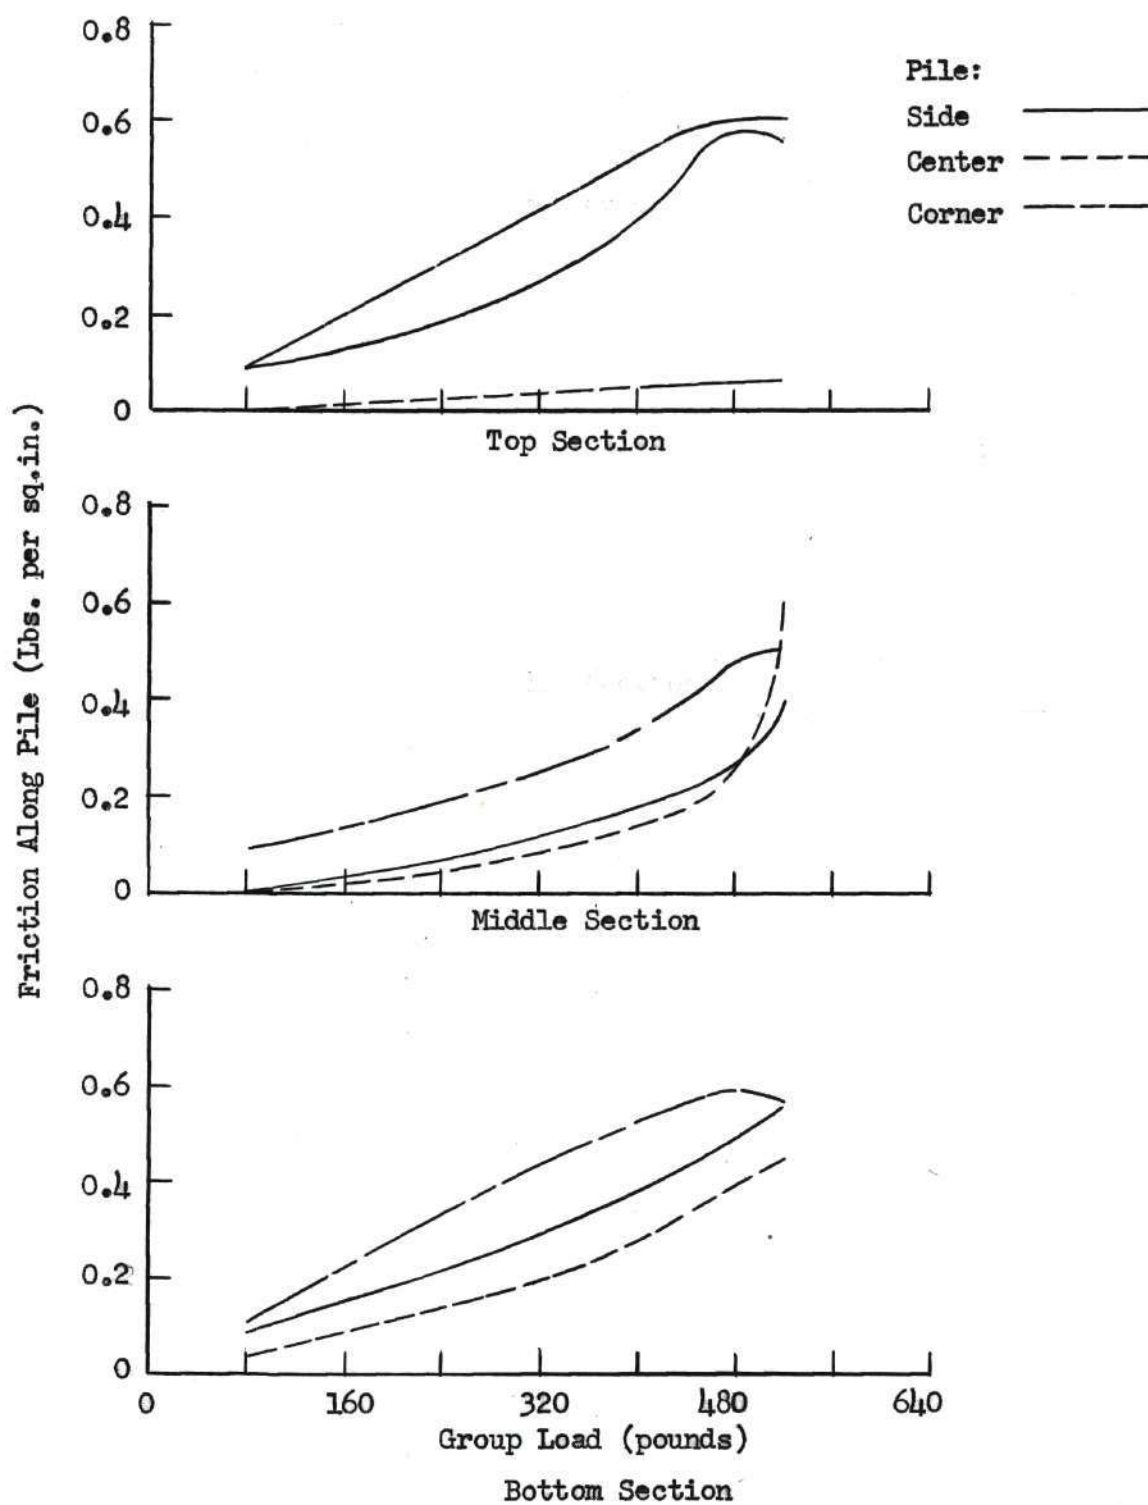 Pile:
Side
Center
Corner
Friction Along Pile (Lbs. per sq.in.)
0.8
0.6
0.4
0.2
0
Top Section
0.8
0.6
0.4
0.2
0
Middle Section
0.8
0.6
0.4
0.2
0
0 160 320 480 640
Group Load (pounds)
Bottom Section